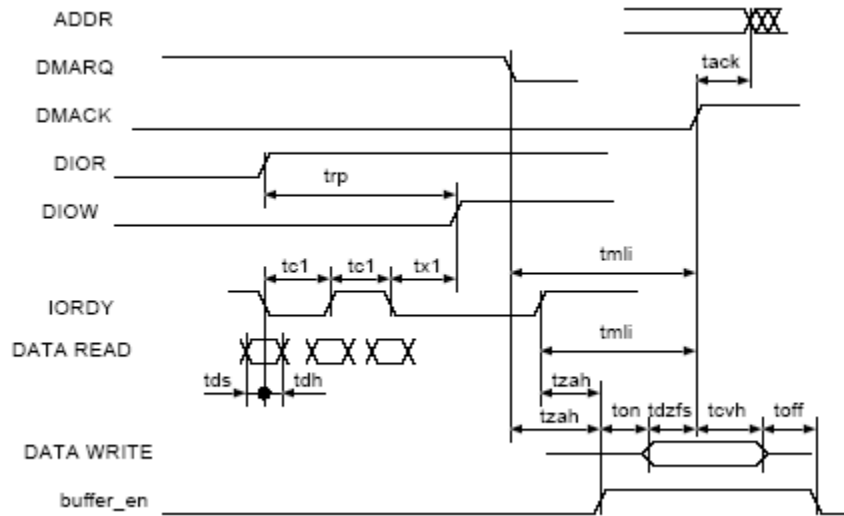 ADDR
DMARQ
tack
DMACK
DIOR
trp
DIOW
tmli
tc1 tc1 tx1
IORDY
tmli
DATA READ
tds tdh
tzah
tzah ton tdzfs tcvh toff
DATA WRITE
buffer_en